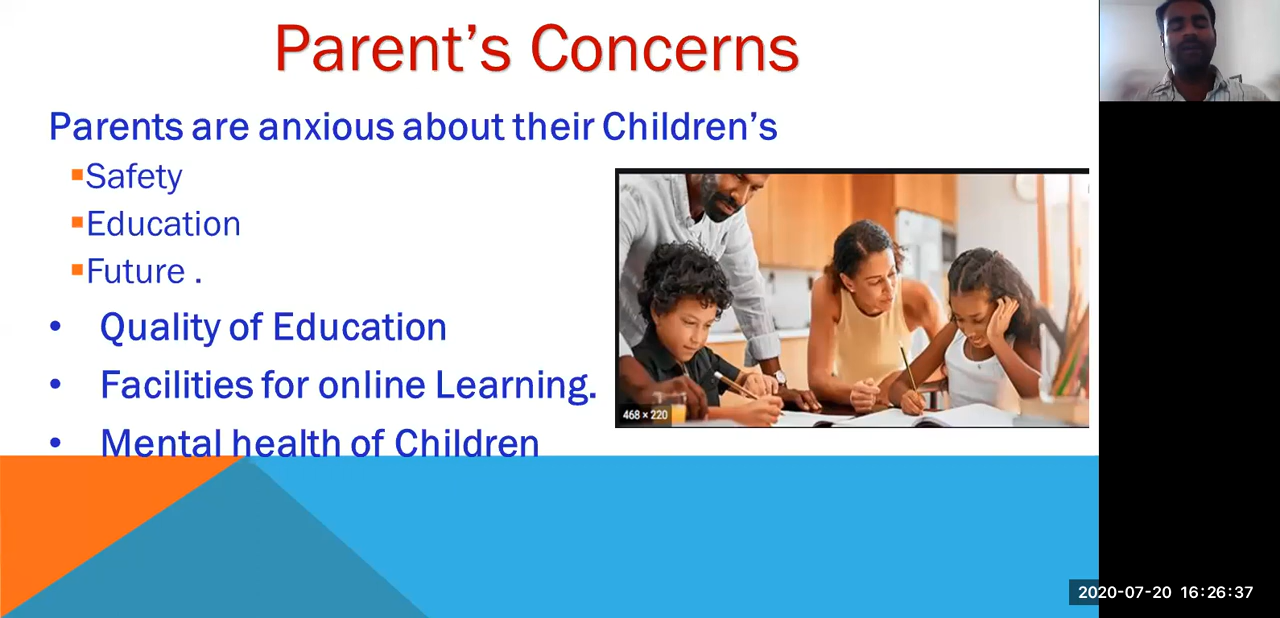 Parent's Concerns
Parents are anxious about their Children's
▪Safety
▪Education
▪Future .
• Quality of Education
• Facilities for online Learning.
• Mental health of Children
468 × 220
2020-07-20 16:26:37